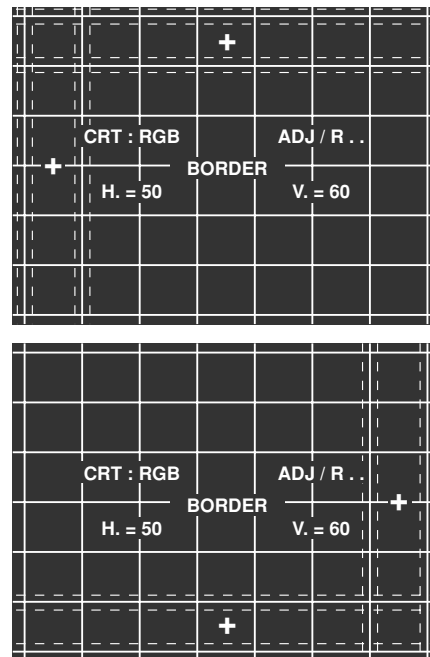 CRT : RGB ADJ / R . .
BORDER
H. = 50 V. = 60
CRT : RGB ADJ / R . .
BORDER
H. = 50 V. = 60